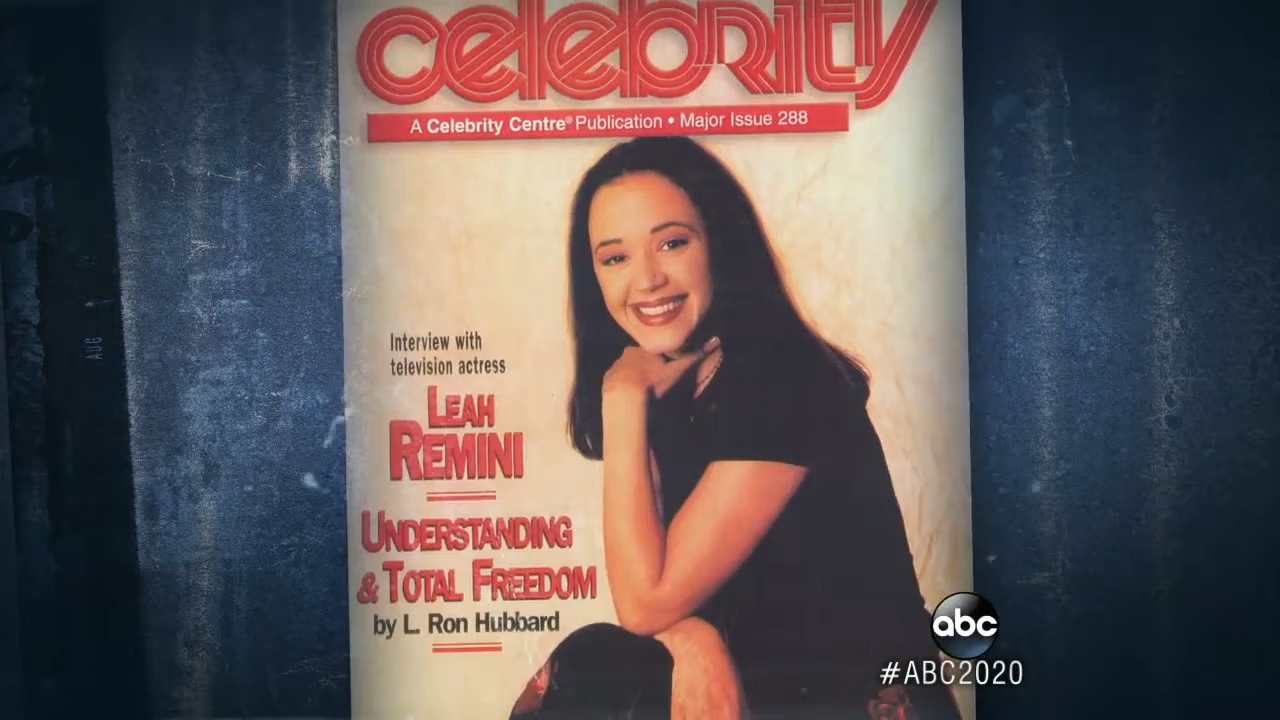 celebrity
A Celebrity Centre® Publication • Major Issue 288
Interview with
television actress
LEAH
REMINI
UNDERSTANDING
& TOTAL FREEDOM
by L. Ron Hubbard
AUG
abc
#ABC2020